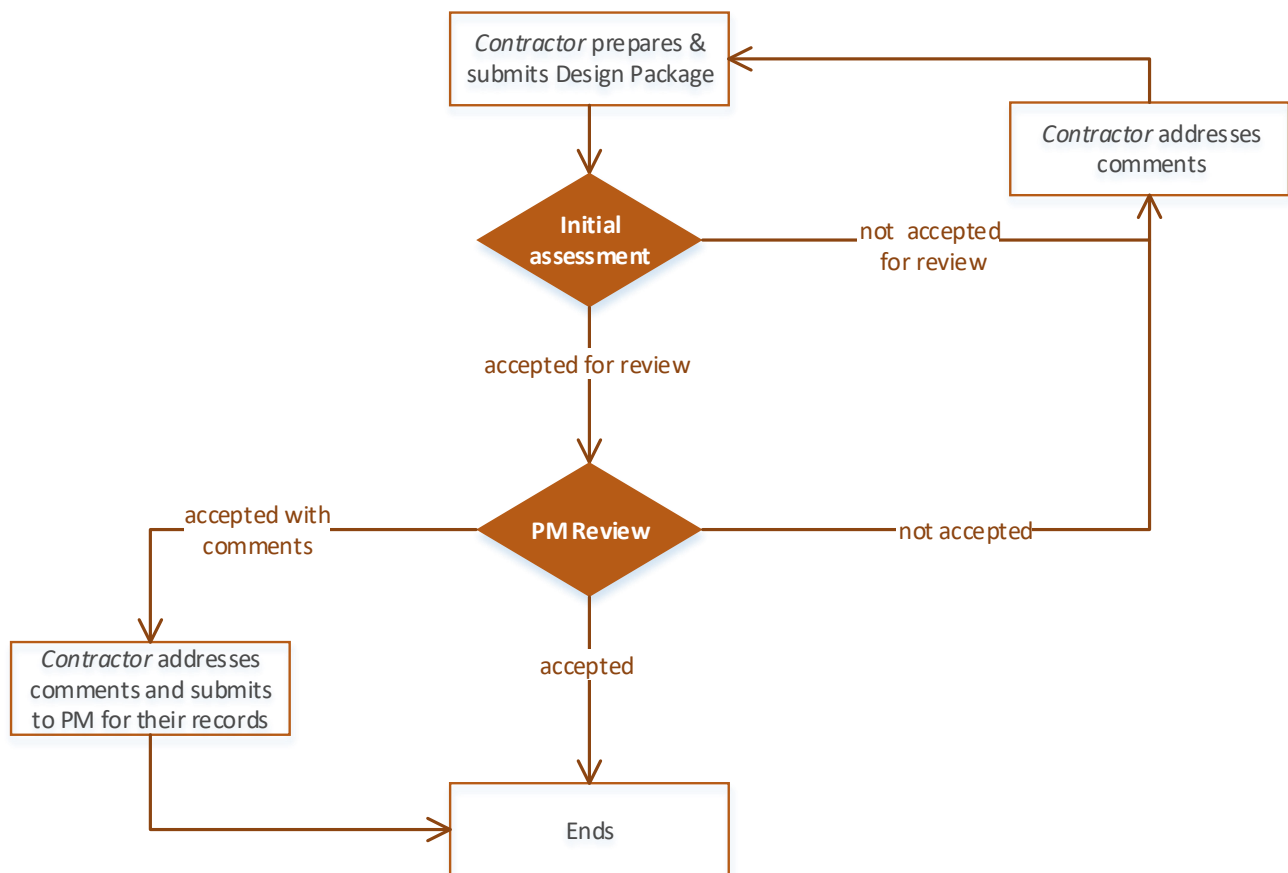 Contractor prepares &
submits Design Package
Contractor addresses
comments
Initial
assessment
not accepted
for review
accepted for review
accepted with
comments
PM Review
not accepted
Contractor addresses
comments and submits
to PM for their records
accepted
Ends